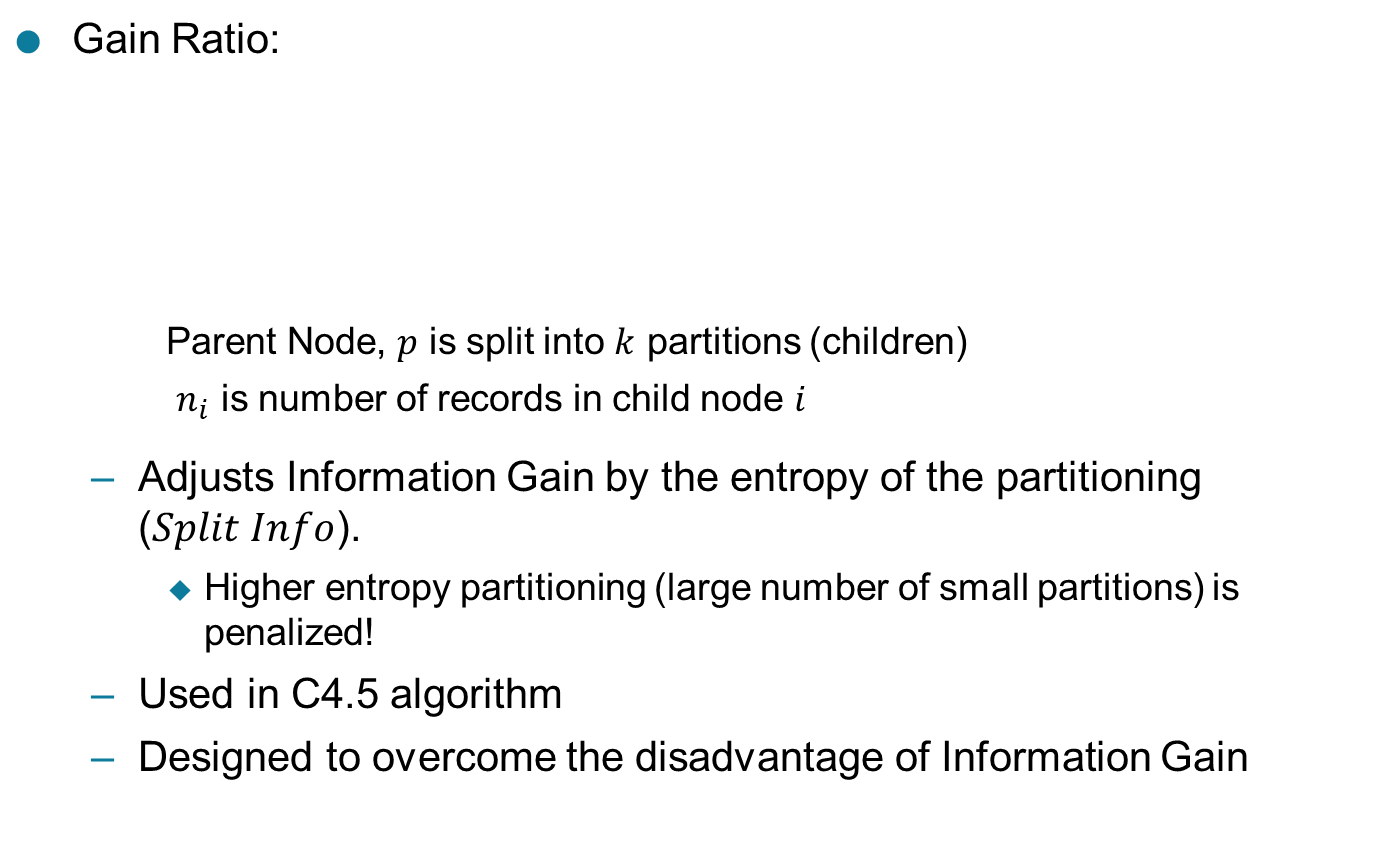 ● Gain Ratio:
Parent Node, 𝑝 is split into 𝑘 partitions (children)
𝑛ᵢ is number of records in child node 𝑖
– Adjusts Information Gain by the entropy of the partitioning
(𝑆𝑝𝑙𝑖𝑡 𝐼𝑛𝑓𝑜).
◆ Higher entropy partitioning (large number of small partitions) is
penalized!
– Used in C4.5 algorithm
– Designed to overcome the disadvantage of Information Gain